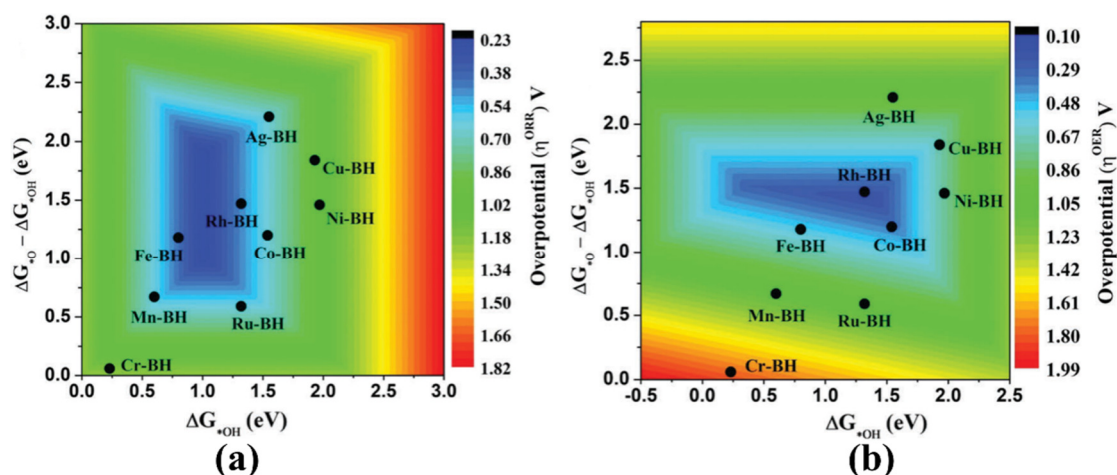 3.0
2.5
2.0
1.5
1.0
0.5
0.0
ΔG*O − ΔG*OH (eV)
Ag-BH
Cu-BH
Rh-BH
Ni-BH
Fe-BH
Co-BH
Mn-BH
Ru-BH
Cr-BH
0.0 0.5 1.0 1.5 2.0 2.5 3.0
ΔG*OH (eV)
(a)
0.23
0.38
0.54
0.70
0.86
1.02
1.18
1.34
1.50
1.66
1.82
Overpotential (η^ORR) V
2.5
2.0
1.5
1.0
0.5
0.0
ΔG*O − ΔG*OH (eV)
Ag-BH
Cu-BH
Rh-BH
Ni-BH
Fe-BH
Co-BH
Mn-BH
Ru-BH
Cr-BH
-0.5 0.0 0.5 1.0 1.5 2.0 2.5
ΔG*OH (eV)
(b)
0.10
0.29
0.48
0.67
0.86
1.05
1.24
1.42
1.61
1.80
1.99
Overpotential (η^OER) V